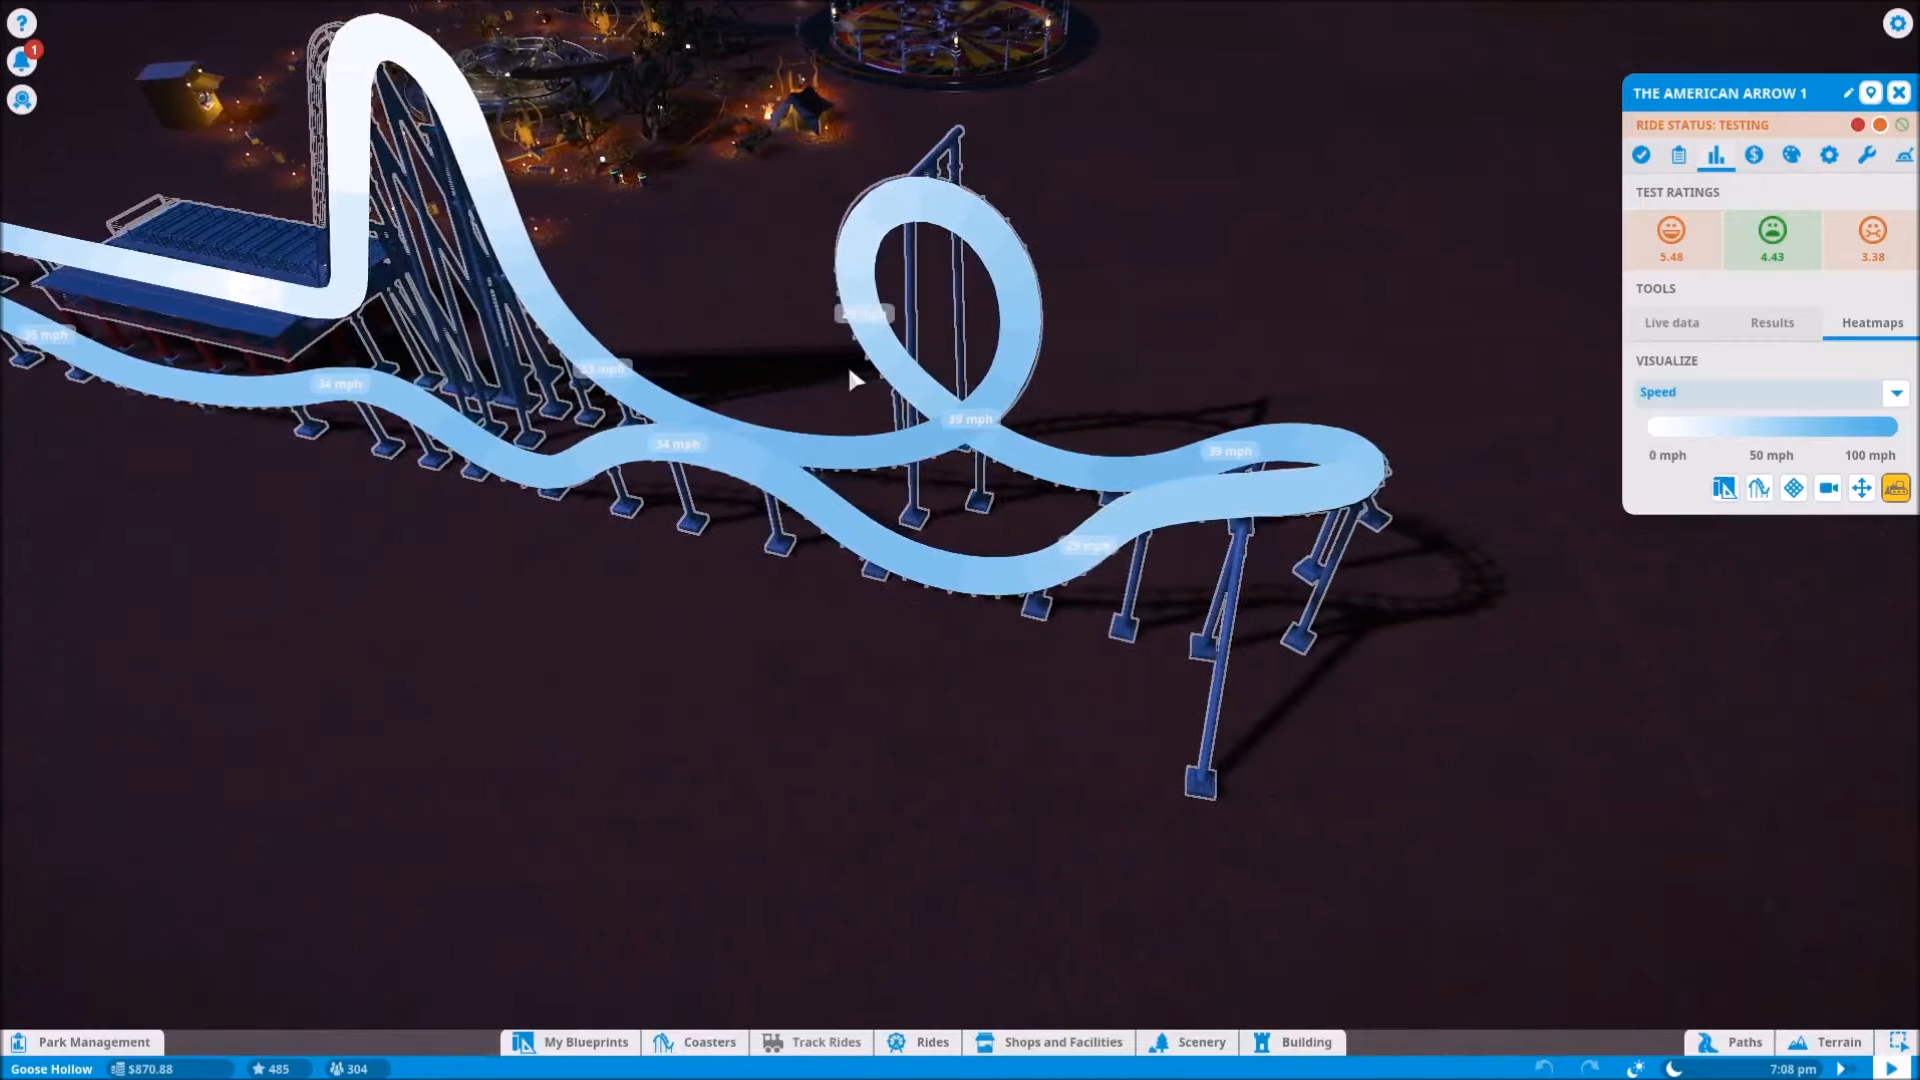 ?
1
THE AMERICAN ARROW 1
RIDE STATUS: TESTING
TEST RATINGS
5.48
4.43
3.38
TOOLS
Live data
Results
Heatmaps
VISUALIZE
Speed
0 mph
50 mph
100 mph
35 mph
34 mph
34 mph
39 mph
39 mph
Park Management
My Blueprints
Coasters
Track Rides
Rides
Shops and Facilities
Scenery
Building
Paths
Terrain
Goose Hollow
$870.88
485
304
7:08 pm